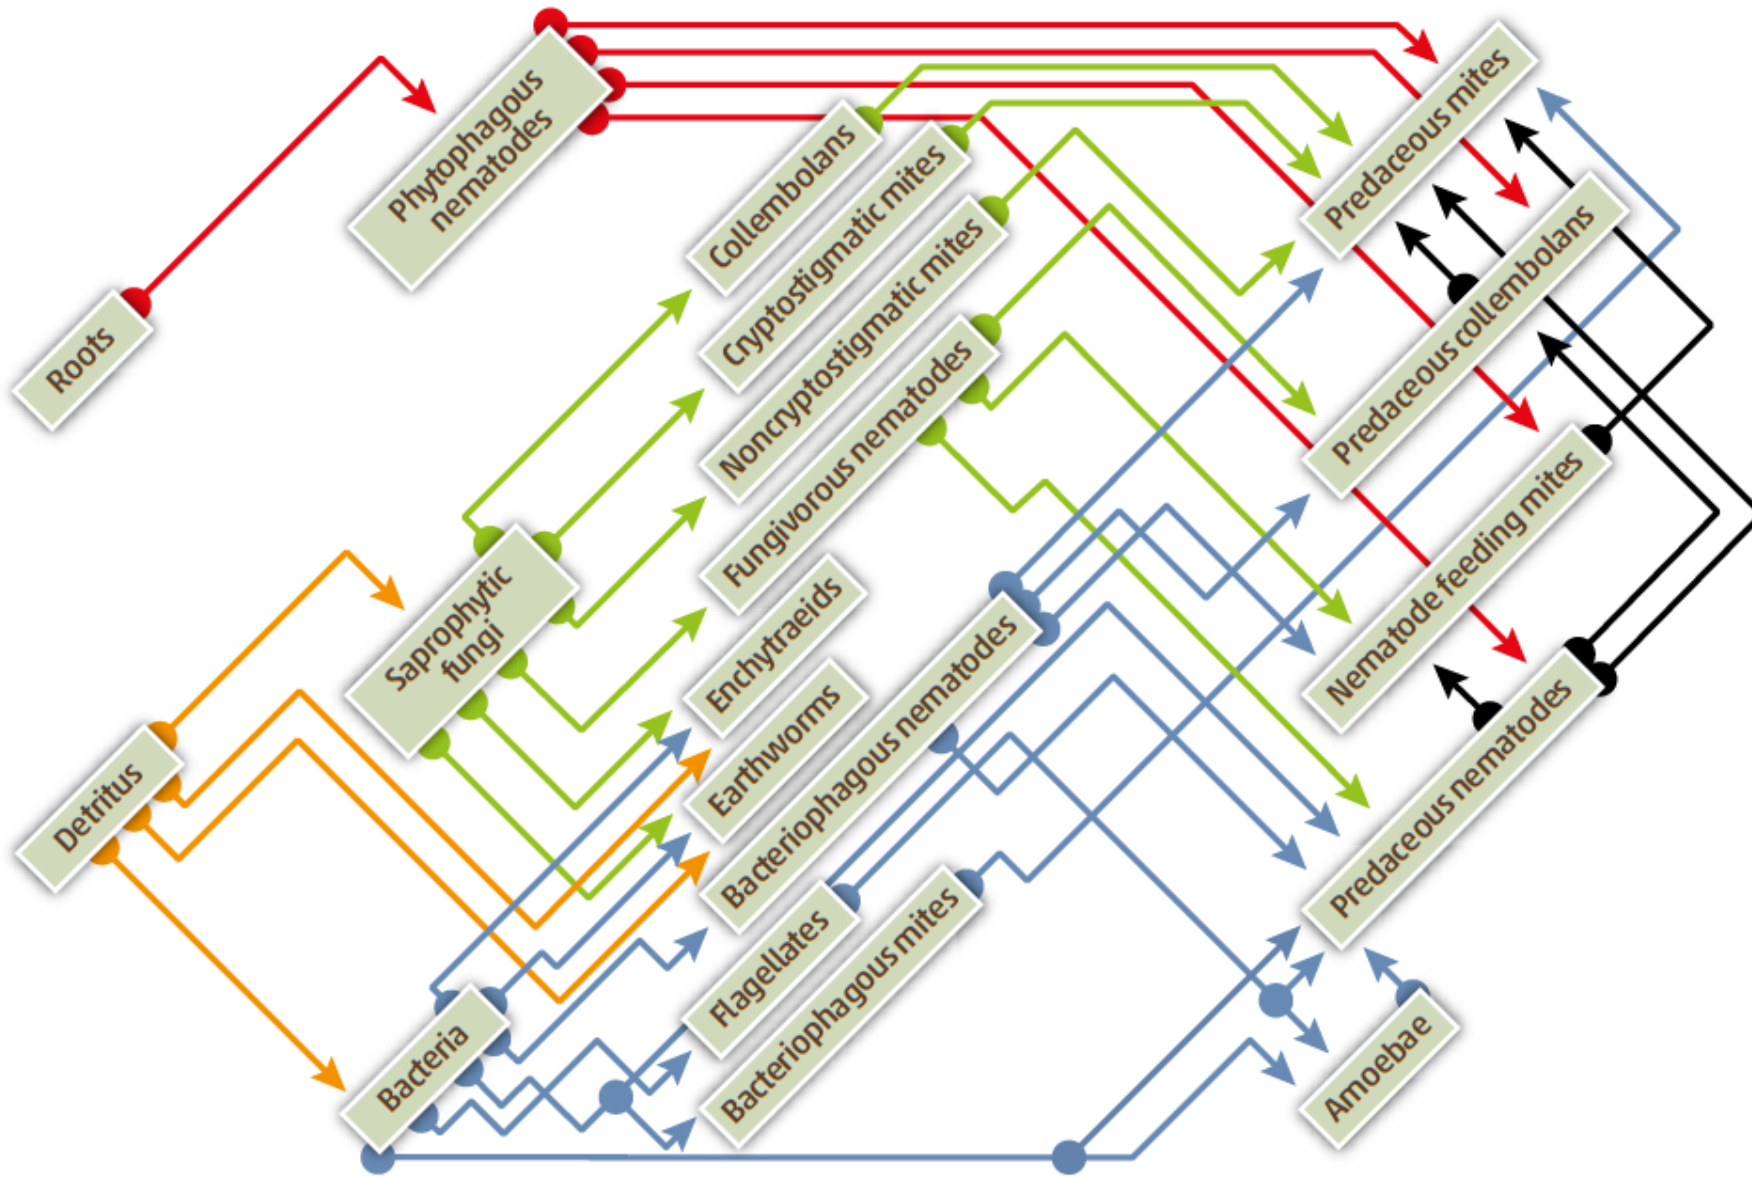 Roots
Phytophagous
nematodes
Detritus
Saprophytic
fungi
Bacteria
Collembolans
Cryptostigmatic mites
Noncryptostigmatic mites
Fungivorous nematodes
Enchytraeids
Earthworms
Bacteriophagous nematodes
Flagellates
Bacteriophagous mites
Predaceous mites
Predaceous collembolans
Nematode feeding mites
Predaceous nematodes
Amoebae